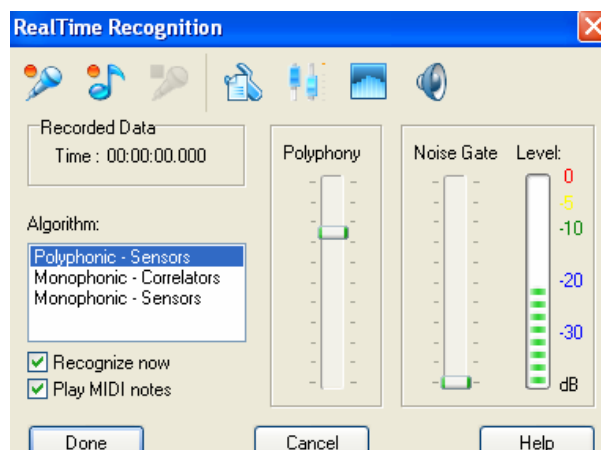 RealTime Recognition
Recorded Data
Time : 00:00:00.000
Algorithm:
Polyphonic - Sensors
Monophonic - Correlators
Monophonic - Sensors
Recognize now
Play MIDI notes
Polyphony
Noise Gate
Level:
0
-5
-10
-20
-30
dB
Done
Cancel
Help